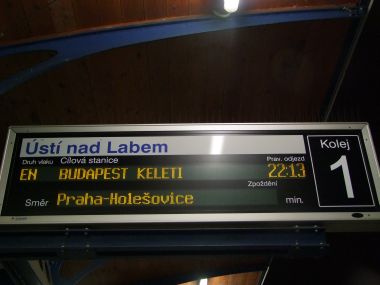 Ústí nad Labem
Kolej
1
Druh vlaku Cílová stanice Prav. odjezd
EN BUDAPEST KELETI 22:13
Zpoždění
Směr Praha-Holešovice min.